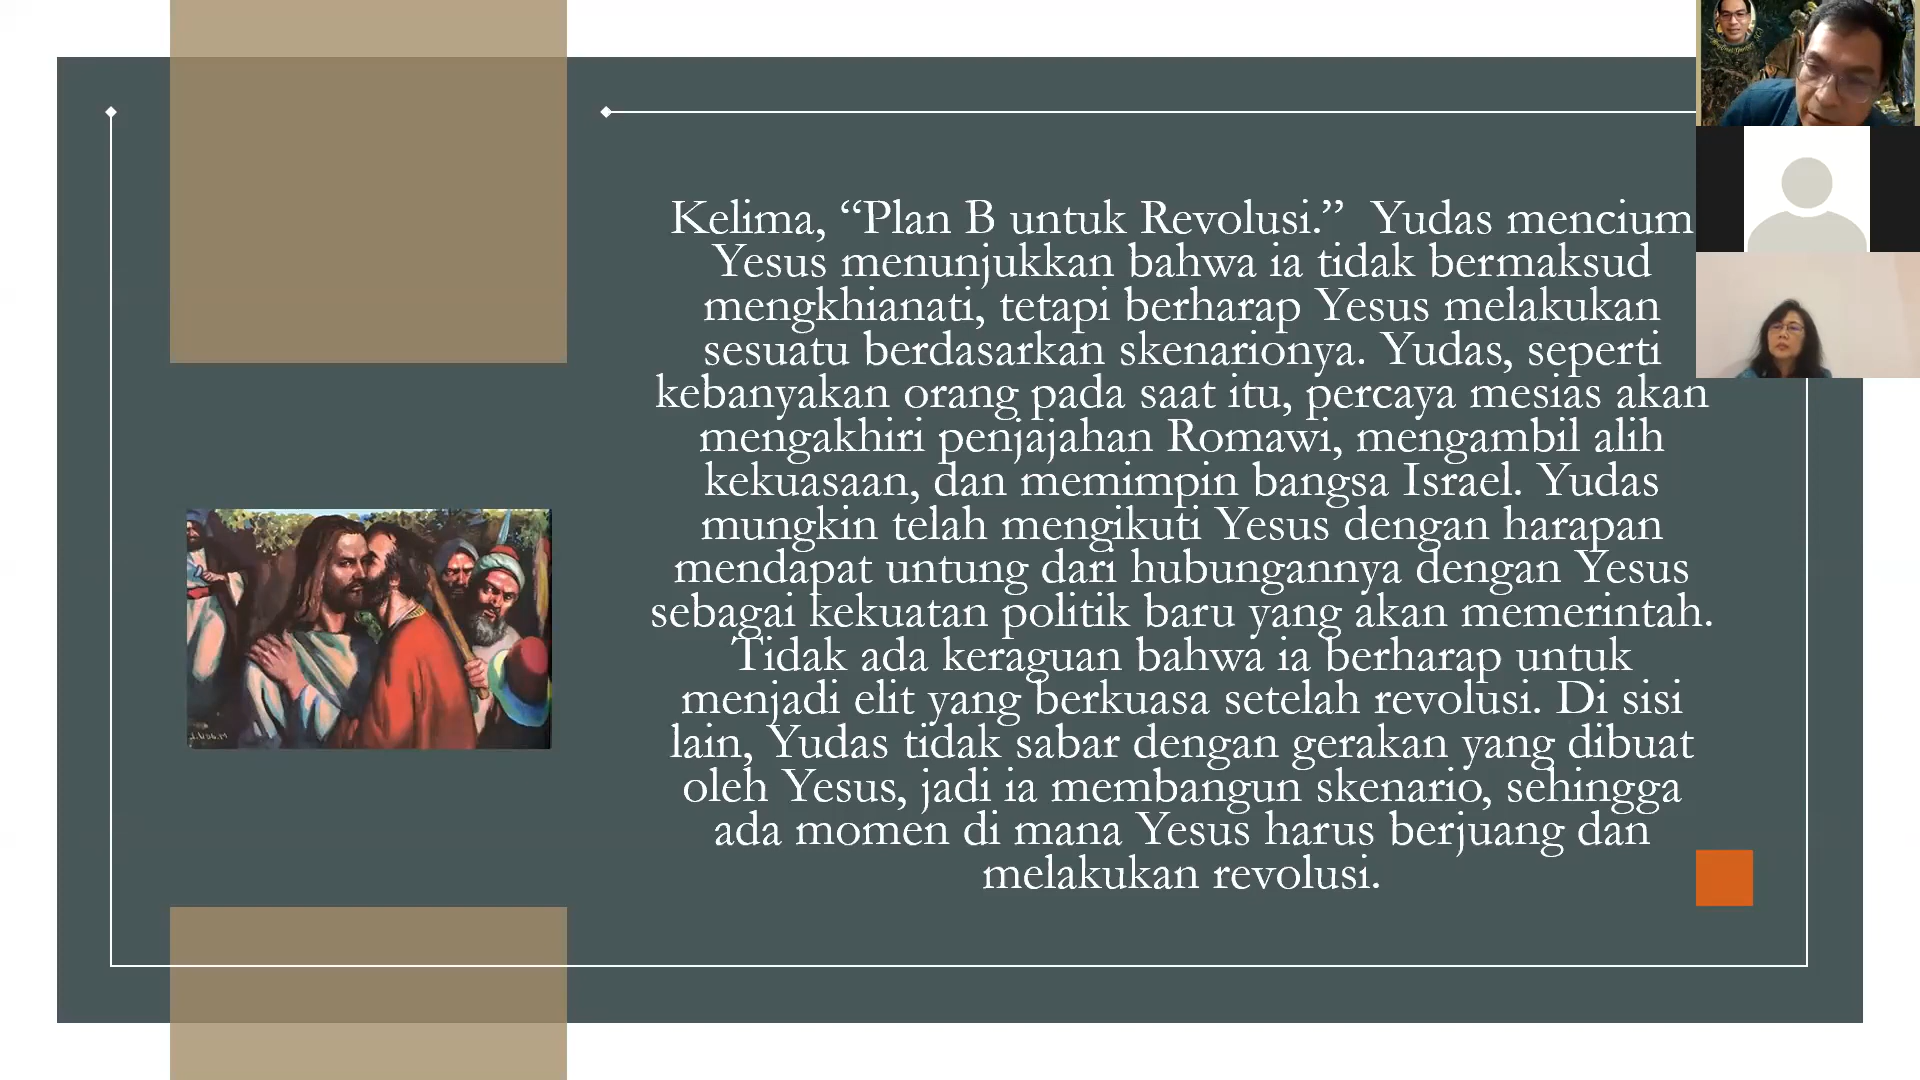 Kelima, “Plan B untuk Revolusi.”  Yudas mencium
Yesus menunjukkan bahwa ia tidak bermaksud
mengkhianati, tetapi berharap Yesus melakukan
sesuatu berdasarkan skenarionya. Yudas, seperti
kebanyakan orang pada saat itu, percaya mesias akan
mengakhiri penjajahan Romawi, mengambil alih
kekuasaan, dan memimpin bangsa Israel. Yudas
mungkin telah mengikuti Yesus dengan harapan
mendapat untung dari hubungannya dengan Yesus
sebagai kekuatan politik baru yang akan memerintah.
Tidak ada keraguan bahwa ia berharap untuk
menjadi elit yang berkuasa setelah revolusi. Di sisi
lain, Yudas tidak sabar dengan gerakan yang dibuat
oleh Yesus, jadi ia membangun skenario, sehingga
ada momen di mana Yesus harus berjuang dan
melakukan revolusi.